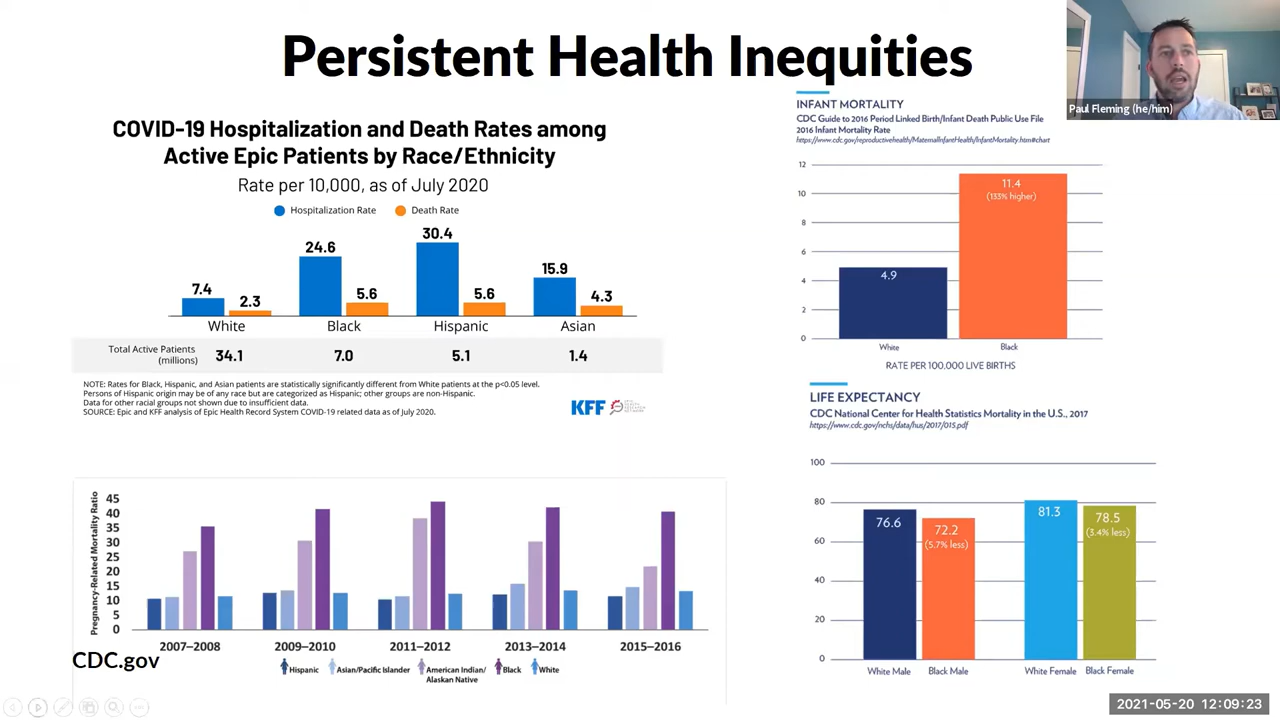 Persistent Health Inequities
Paul Fleming (he/him)
COVID-19 Hospitalization and Death Rates among
Active Epic Patients by Race/Ethnicity
Rate per 10,000, as of July 2020
Hospitalization Rate
Death Rate
7.4
2.3
24.6
5.6
30.4
5.6
15.9
4.3
White
Black
Hispanic
Asian
Total Active Patients
(millions)
34.1
7.0
5.1
1.4
NOTE: Rates for Black, Hispanic, and Asian patients are statistically significantly different from White patients at the p<0.05 level.
Persons of Hispanic origin may be of any race but are categorized as Hispanic; other groups are non-Hispanic.
Data for other racial groups not shown due to insufficient data.
SOURCE: Epic and KFF analysis of Epic Health Record System COVID-19 related data as of July 2020.
KFF
INFANT MORTALITY
CDC Guide to 2016 Period Linked Birth/Infant Death Public Use File
2016 Infant Mortality Rate
https://www.cdc.gov/reproductivehealth/MaternalInfantHealth/InfantMortality.htm#chart
12
10
8
6
4
2
0
4.9
11.4
(133% higher)
White
Black
RATE PER 100.000 LIVE BIRTHS
LIFE EXPECTANCY
CDC National Center for Health Statistics Mortality in the U.S., 2017
https://www.cdc.gov/nchs/data/hus/2017/015.pdf
100
80
60
40
20
0
76.6
72.2
(5.7% less)
81.3
78.5
(3.4% less)
White Male
Black Male
White Female
Black Female
Pregnancy-Related Mortality Ratio
45
40
35
30
25
20
15
10
5
0
2007–2008
2009–2010
2011–2012
2013–2014
2015–2016
Hispanic
Asian/Pacific Islander
American Indian/
Alaskan Native
Black
White
CDC.gov
2021-05-20 12:09:23